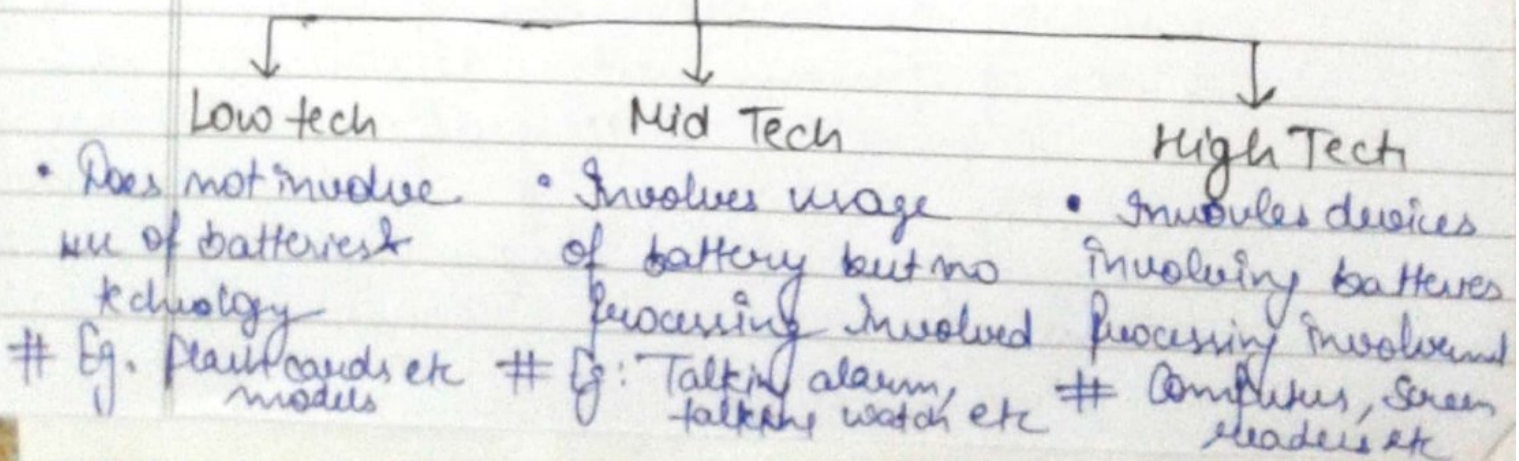 Low tech
• Does not involve
use of batteries &
technology
# Eg. flash cards etc
models
Mid Tech
• Involves usage
of battery but no
processing involved
# Eg: Talking alarm,
talking watch etc
High Tech
• Involves devices
involving batteries
Processing
# Computers, Screen
readers etc